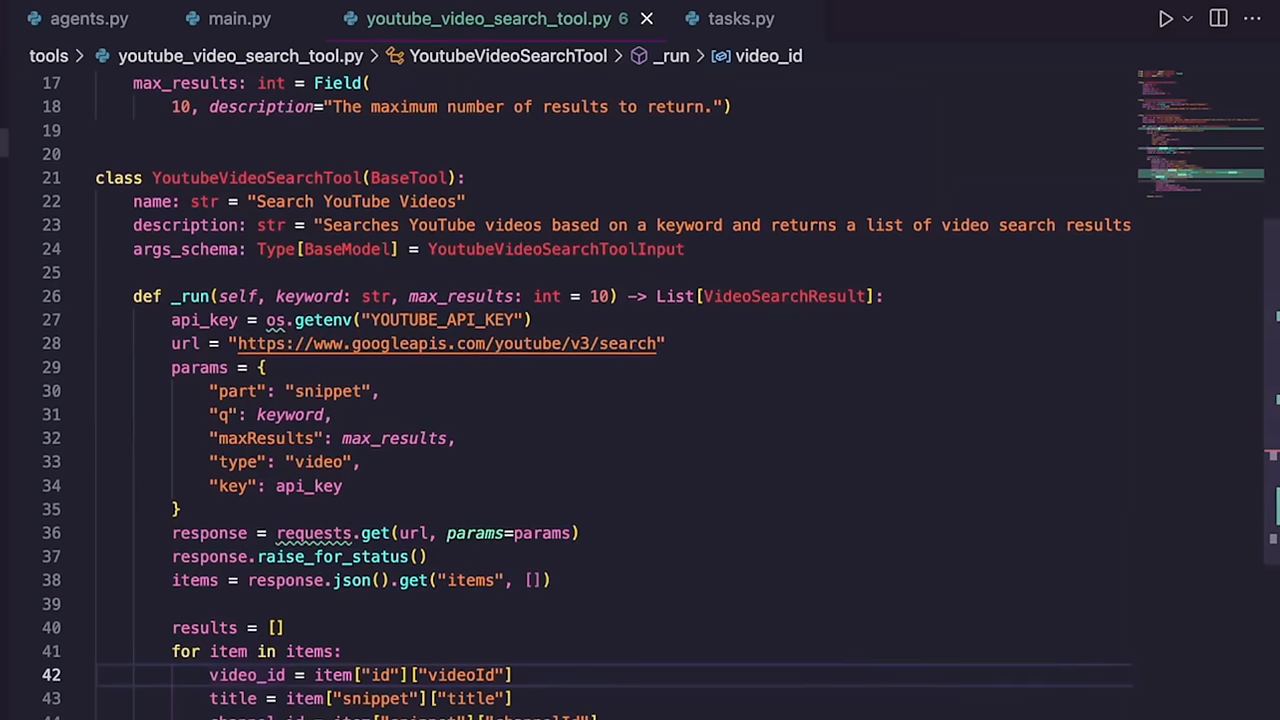 agents.py main.py youtube_video_search_tool.py 6 tasks.py
tools > youtube_video_search_tool.py > YoutubeVideoSearchTool > _run > video_id
17 max_results: int = Field(
18 10, description="The maximum number of results to return.")
19
20
21 class YoutubeVideoSearchTool(BaseTool):
22 name: str = "Search YouTube Videos"
23 description: str = "Searches YouTube videos based on a keyword and returns a list of video search results
24 args_schema: Type[BaseModel] = YoutubeVideoSearchToolInput
25
26 def _run(self, keyword: str, max_results: int = 10) -> List[VideoSearchResult]:
27 api_key = os.getenv("YOUTUBE_API_KEY")
28 url = "https://www.googleapis.com/youtube/v3/search"
29 params = {
30 "part": "snippet",
31 "q": keyword,
32 "maxResults": max_results,
33 "type": "video",
34 "key": api_key
35 }
36 response = requests.get(url, params=params)
37 response.raise_for_status()
38 items = response.json().get("items", [])
39
40 results = []
41 for item in items:
42 video_id = item["id"]["videoId"]
43 title = item["snippet"]["title"]